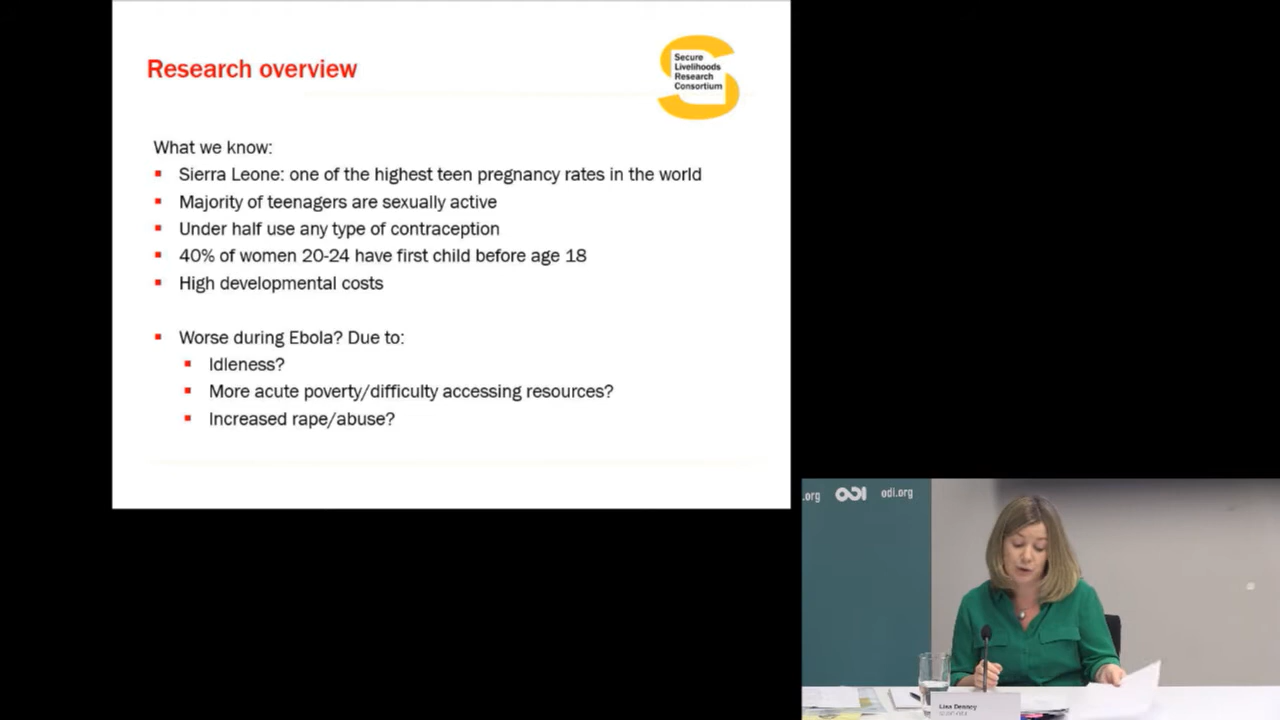 Research overview
Secure
Livelihoods
Research
Consortium
What we know:
Sierra Leone: one of the highest teen pregnancy rates in the world
Majority of teenagers are sexually active
Under half use any type of contraception
40% of women 20-24 have first child before age 18
High developmental costs
Worse during Ebola? Due to:
Idleness?
More acute poverty/difficulty accessing resources?
Increased rape/abuse?
.org ODI odi.org
Lisa Denney